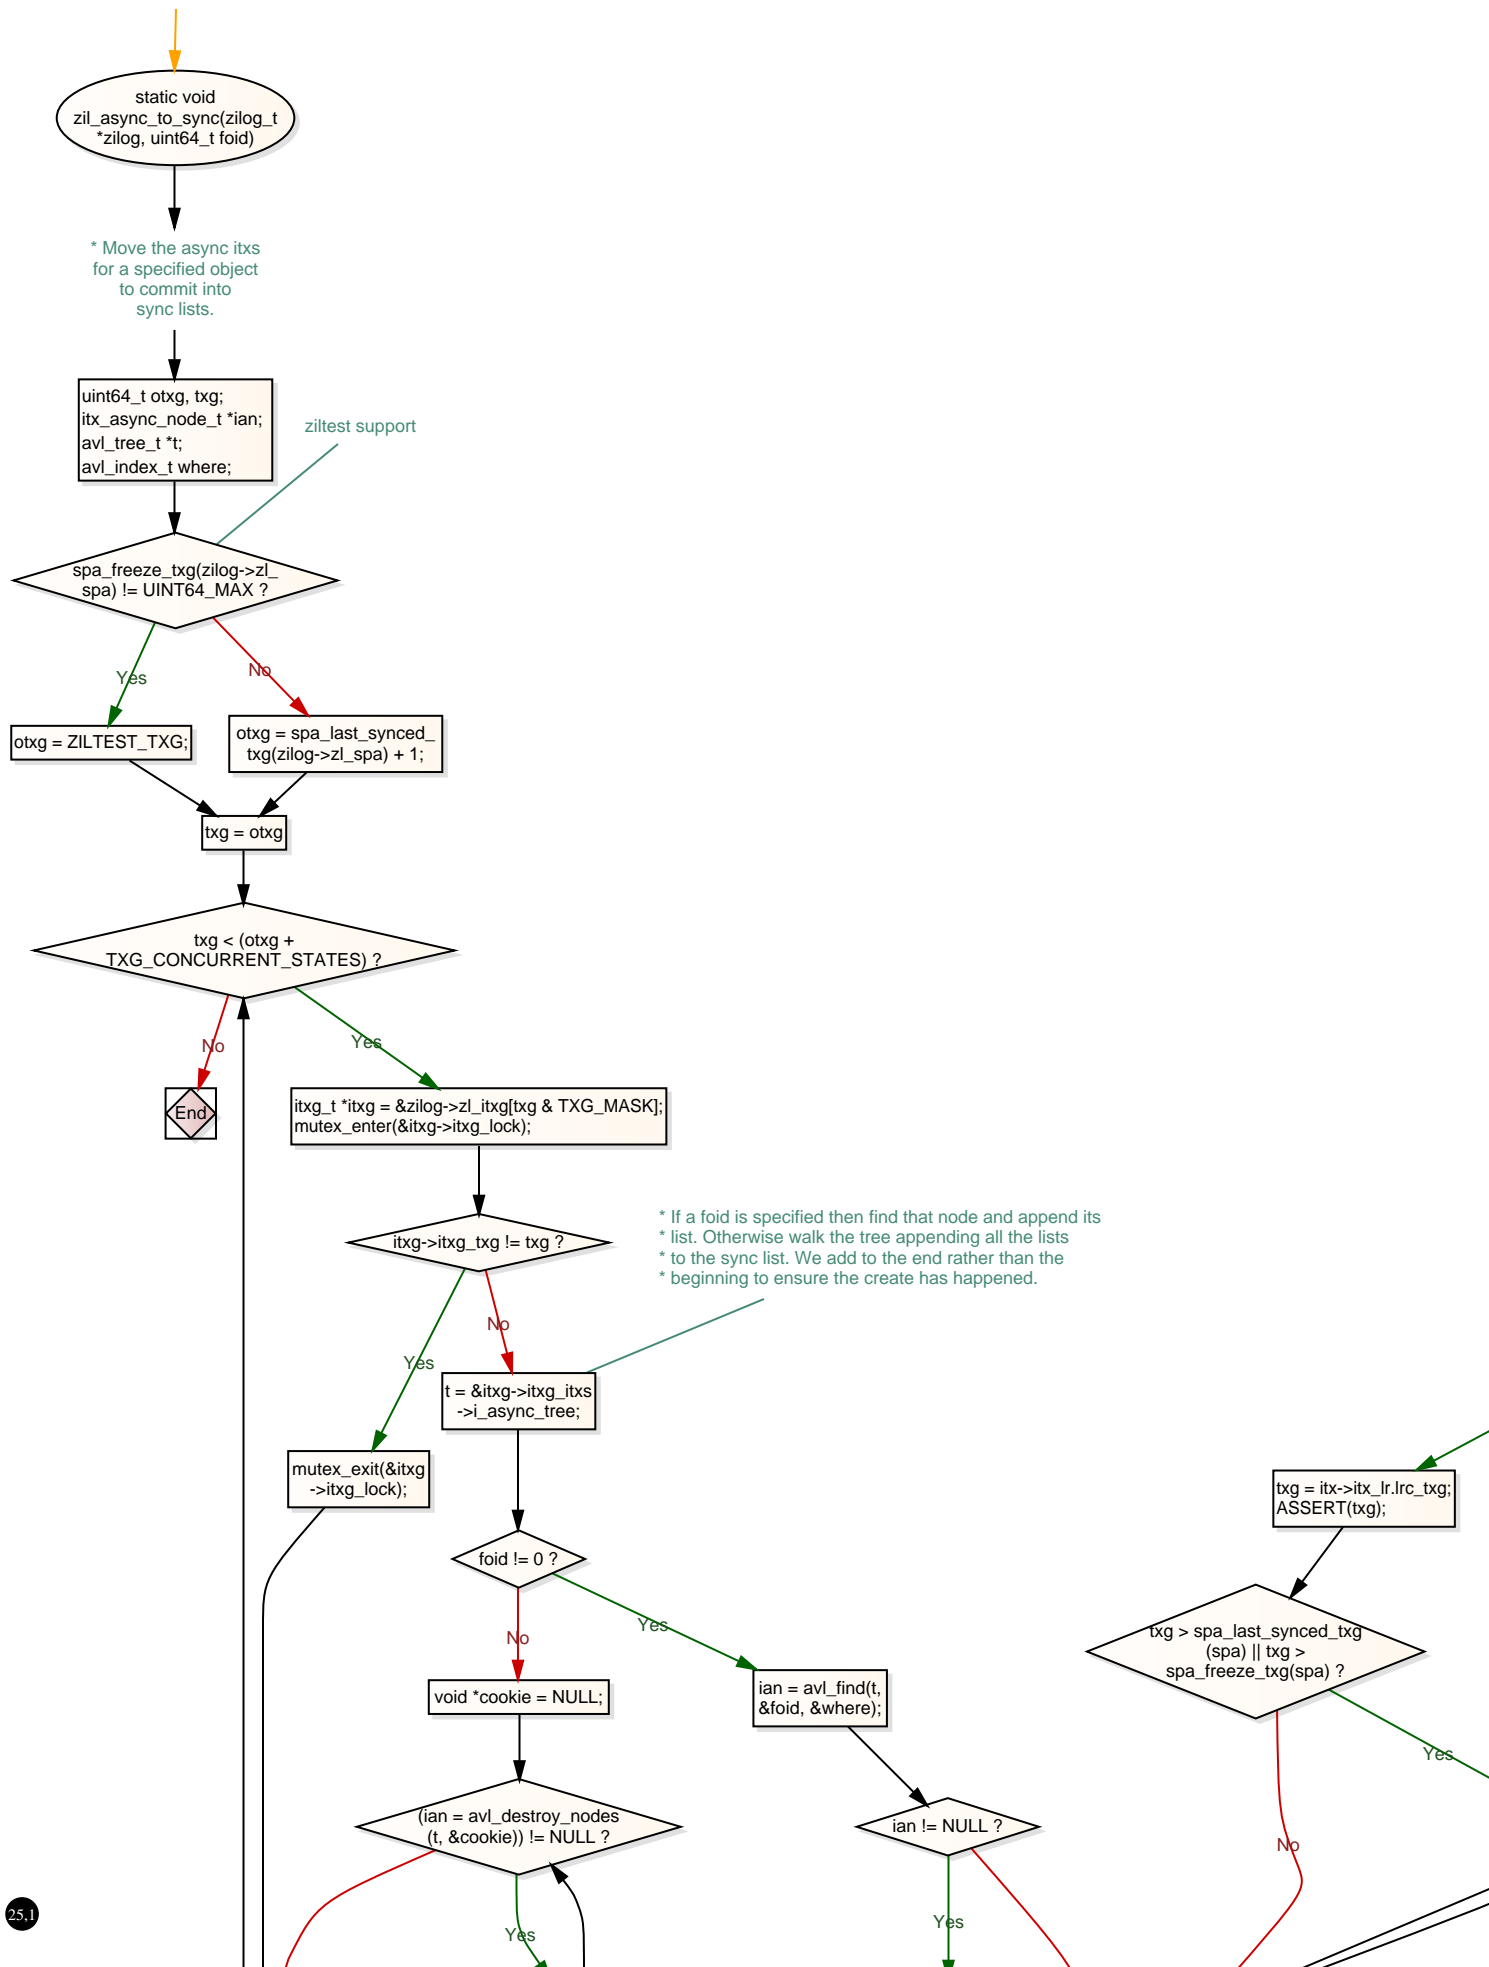 static void
zil_async_to_sync(zilog_t
*zilog, uint64_t foid)
* Move the async itxs
for a specified object
to commit into
sync lists.
uint64_t otxg, txg;
itx_async_node_t *ian;
avl_tree_t *t;
avl_index_t where;
ziltest support
spa_freeze_txg(zilog->zl_
spa) != UINT64_MAX ?
Yes
No
otxg = ZILTEST_TXG;
otxg = spa_last_synced_
txg(zilog->zl_spa) + 1;
txg = otxg
txg < (otxg +
TXG_CONCURRENT_STATES) ?
No
Yes
End
itxg_t *itxg = &zilog->zl_itxg[txg & TXG_MASK];
mutex_enter(&itxg->itxg_lock);
itxg->itxg_txg != txg ?
* If a foid is specified then find that node and append its
* list. Otherwise walk the tree appending all the lists
* to the sync list. We add to the end rather than the
* beginning to ensure the create has happened.
No
Yes
t = &itxg->itxg_itxs
->i_async_tree;
mutex_exit(&itxg
->itxg_lock);
txg = itx->itx_lr.lrc_txg;
ASSERT(txg);
foid != 0 ?
No
Yes
txg > spa_last_synced_txg
(spa) || txg >
spa_freeze_txg(spa) ?
void *cookie = NULL;
ian = avl_find(t,
&foid, &where);
Yes
(ian = avl_destroy_nodes
(t, &cookie)) != NULL ?
ian != NULL ?
No
25,1
Yes
Yes